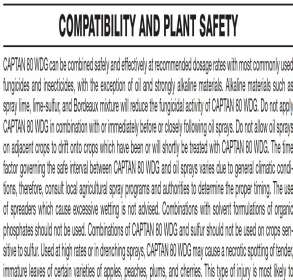 COMPATIBILITY AND PLANT SAFETY
CAPTAN 80 WDG can be combined safely and effectively at recommended dosage rates with most commonly used
fungicides and insecticides, with the exception of oil and strongly alkaline materials. Alkaline materials such as
spray lime, lime-sulfur, and Bordeaux mixture will reduce the fungicidal activity of CAPTAN 80 WDG. Do not apply
CAPTAN 80 WDG in combination with or immediately before or closely following oil sprays. Do not allow oil sprays
on adjacent crops to drift onto crops which have been or will shortly be treated with CAPTAN 80 WDG. The time
factor governing the safe interval between CAPTAN 80 WDG and oil sprays varies due to general climatic condi-
tions, therefore, consult local agricultural spray programs and authorities to determine the proper timing. The use
of spreaders which cause excessive wetting is not advised. Combinations with solvent formulations of organic
phosphates should not be used. Combinations of CAPTAN 80 WDG and sulfur should not be used on crops sen-
sitive to sulfur. Used at high rates or in drenching sprays, CAPTAN 80 WDG may cause a necrotic spotting of tender,
immature leaves of certain varieties of apples, peaches, plums, and cherries. This type of injury is most likely to